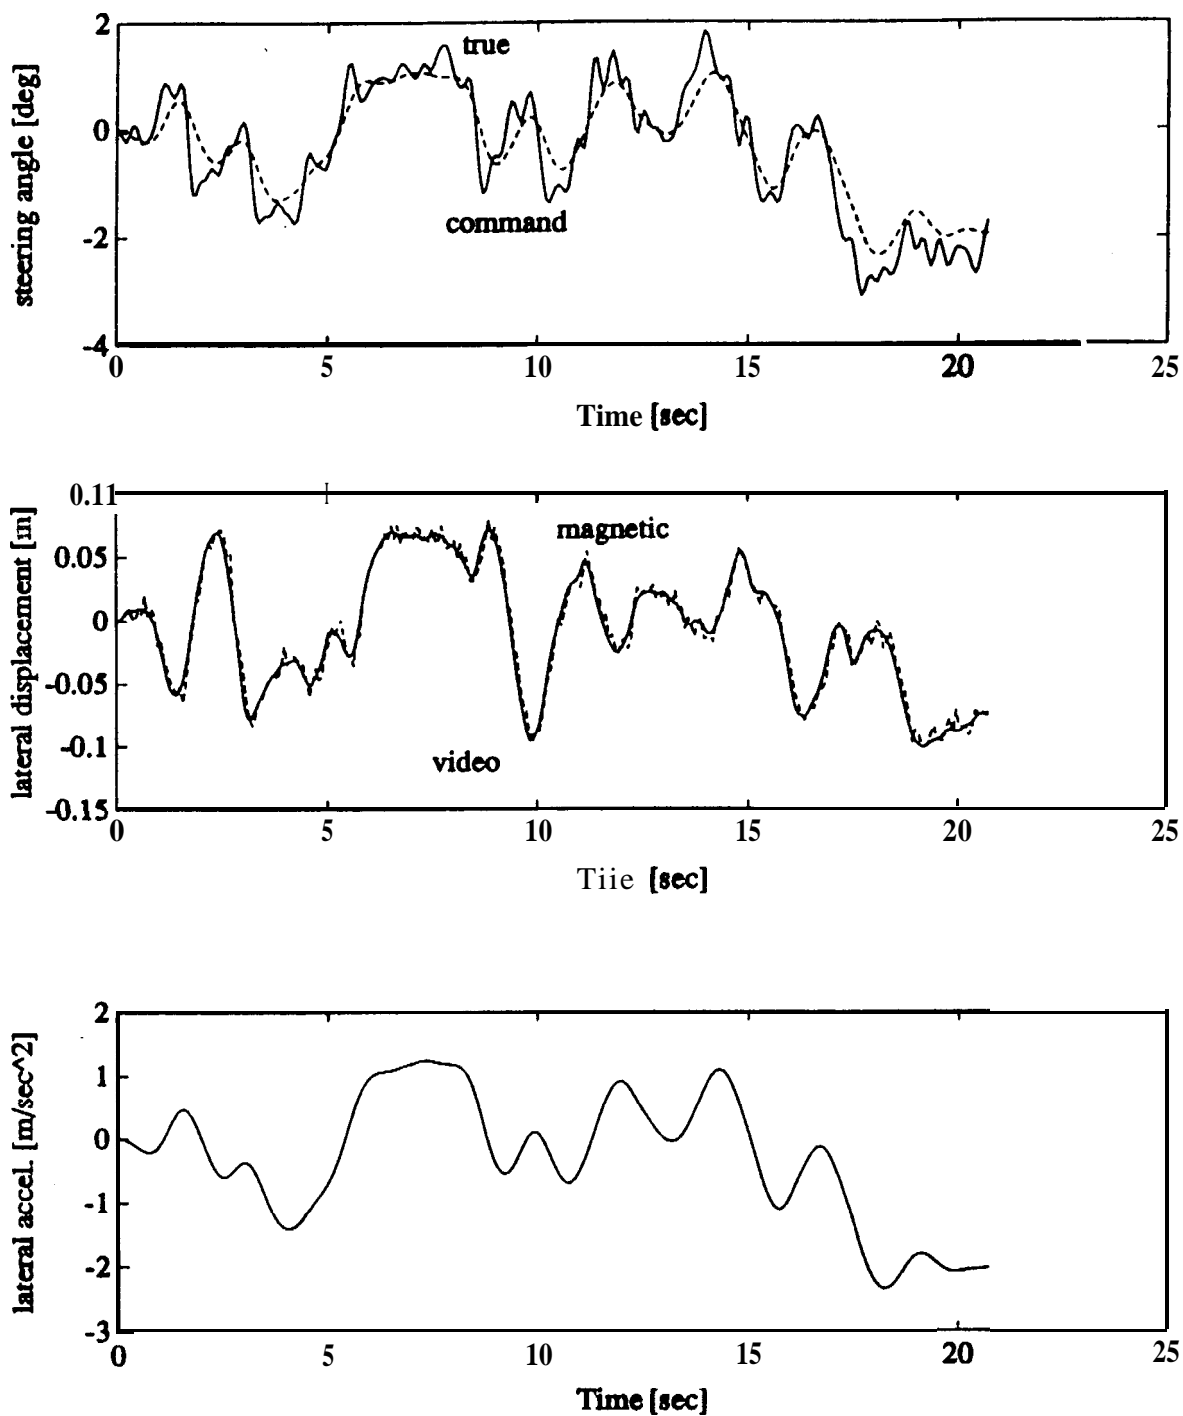 steering angle [deg]
2
0
-2
-4
true
command
0 5 10 15 20 25
Time [sec]
lateral displacement [m]
0.11
0.05
0
-0.05
-0.1
-0.15
magnetic
video
0 5 10 15 20 25
Tiie [sec]
lateral accel. [m/sec^2]
2
1
0
-1
-2
-3
0 5 10 15 20 25
Time [sec]